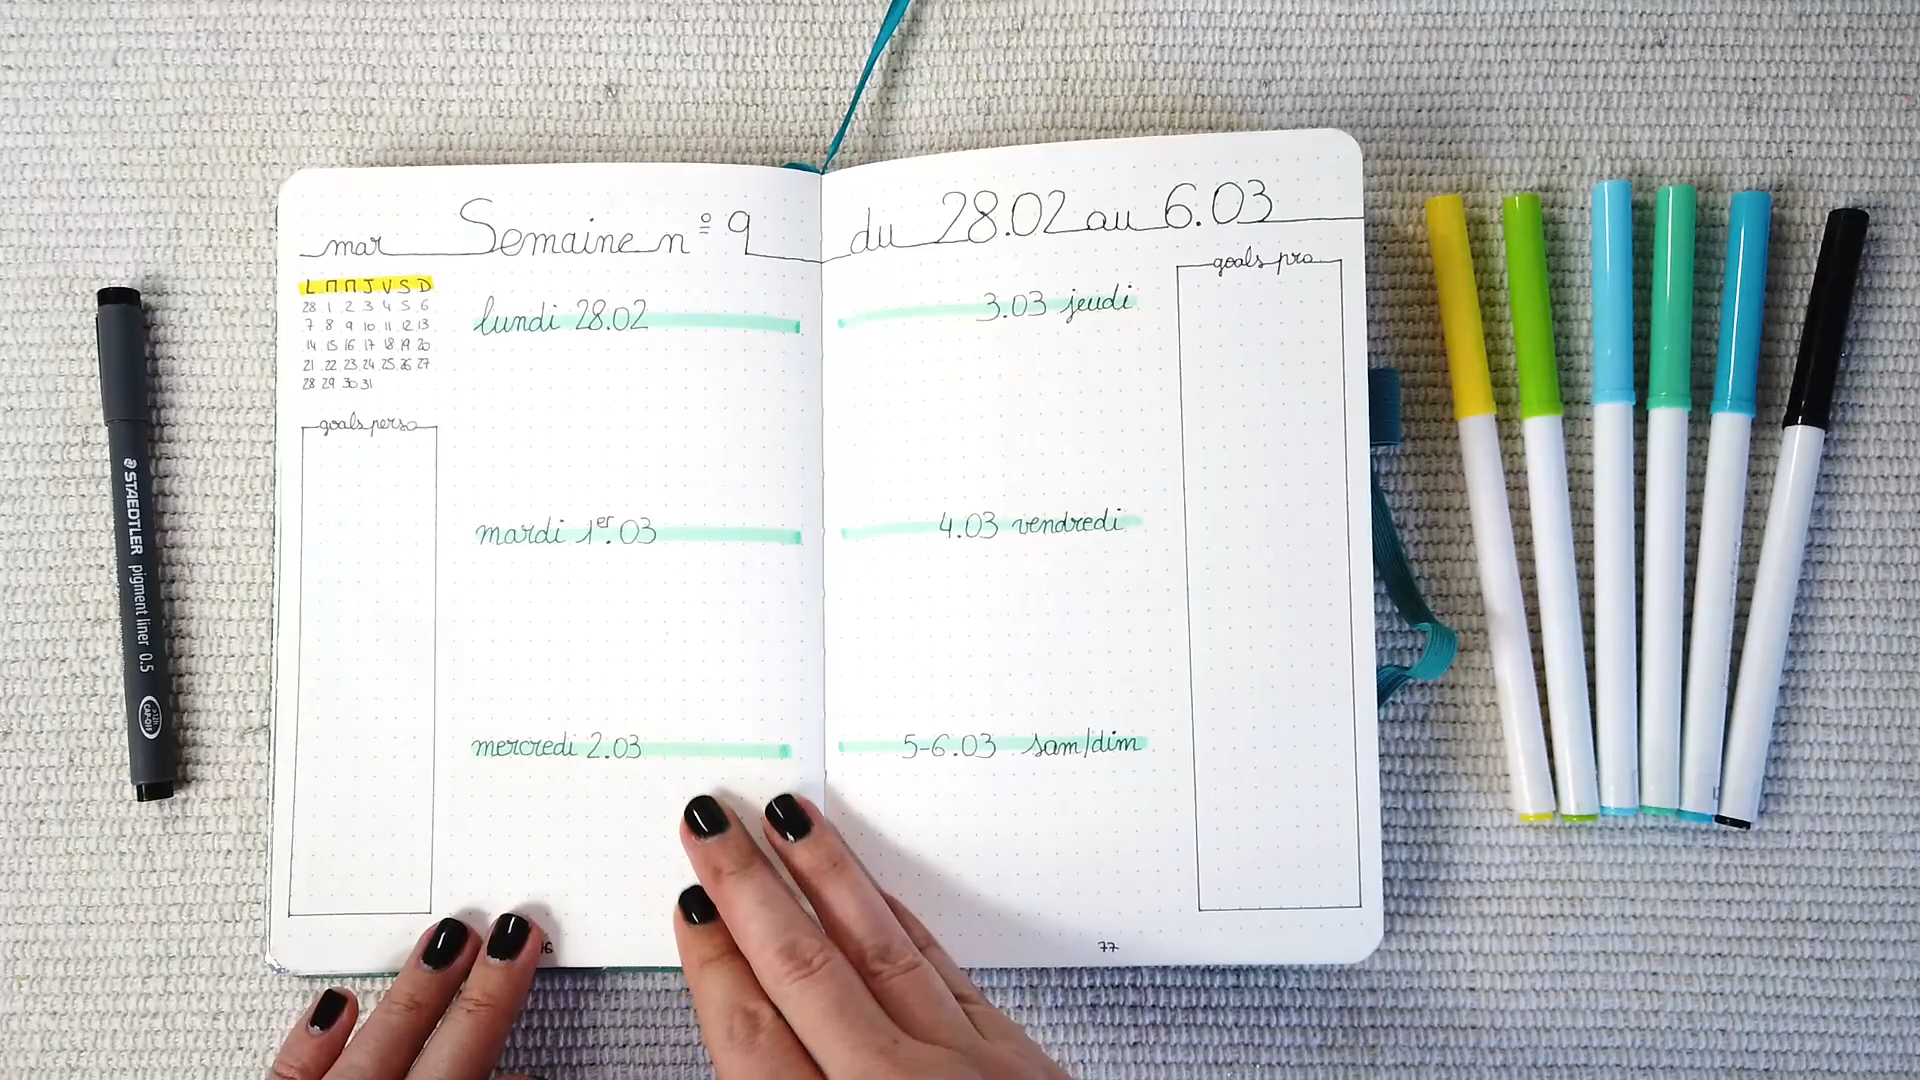 mar Semaine n° 9
L M M J V S D
28 1 2 3 4 5 6
7 8 9 10 11 12 13
14 15 16 17 18 19 20
21 22 23 24 25 26 27
28 29 30 31
goals perso
lundi 28.02
mardi 1er.03
mercredi 2.03
du 28.02 au 6.03
3.03 jeudi
4.03 vendredi
5-6.03 sam/dim
goals pro
77
STAEDTLER pigment liner 0.5
CAP-OFF